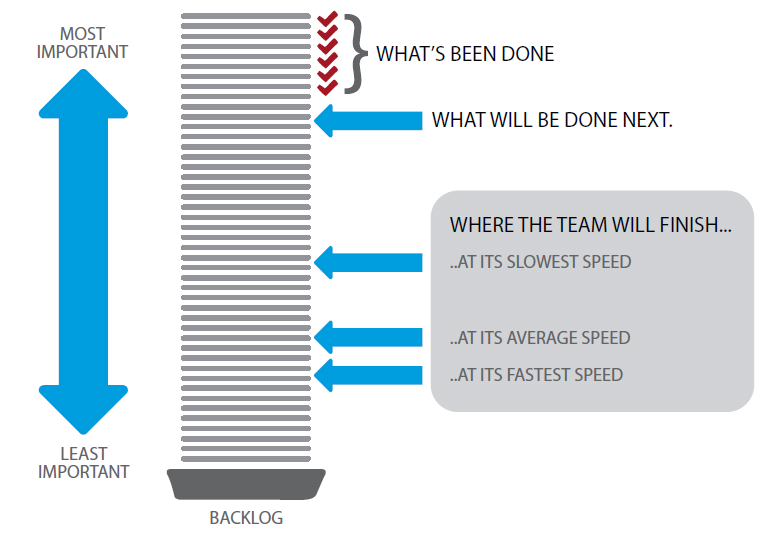 MOST
IMPORTANT
WHAT'S BEEN DONE
WHAT WILL BE DONE NEXT.
WHERE THE TEAM WILL FINISH...
..AT ITS SLOWEST SPEED
..AT ITS AVERAGE SPEED
..AT ITS FASTEST SPEED
LEAST
IMPORTANT
BACKLOG